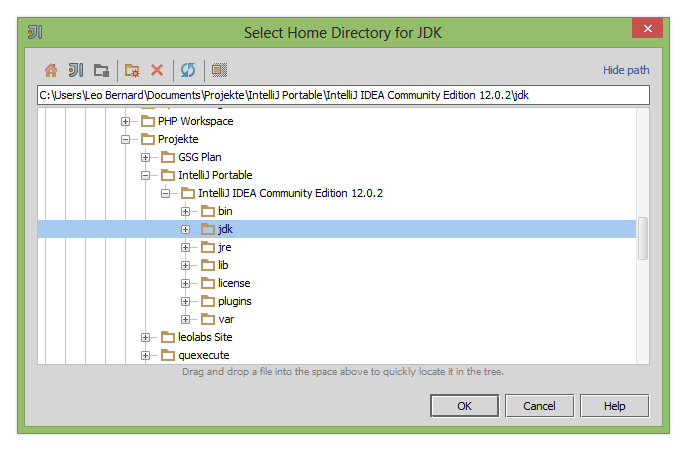 Select Home Directory for JDK
Hide path
C:\Users\Leo Bernard\Documents\Projekte\IntelliJ Portable\IntelliJ IDEA Community Edition 12.0.2\jdk
PHP Workspace
Projekte
GSG Plan
IntelliJ Portable
IntelliJ IDEA Community Edition 12.0.2
bin
jdk
jre
lib
license
plugins
var
leolabs Site
quexecute
Drag and drop a file into the space above to quickly locate it in the tree.
OK
Cancel
Help